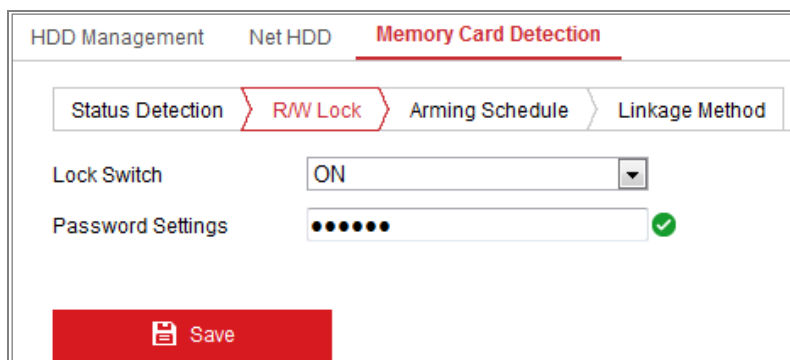 HDD Management Net HDD Memory Card Detection
Status Detection R/W Lock Arming Schedule Linkage Method
Lock Switch ON
Password Settings ●●●●●●
Save